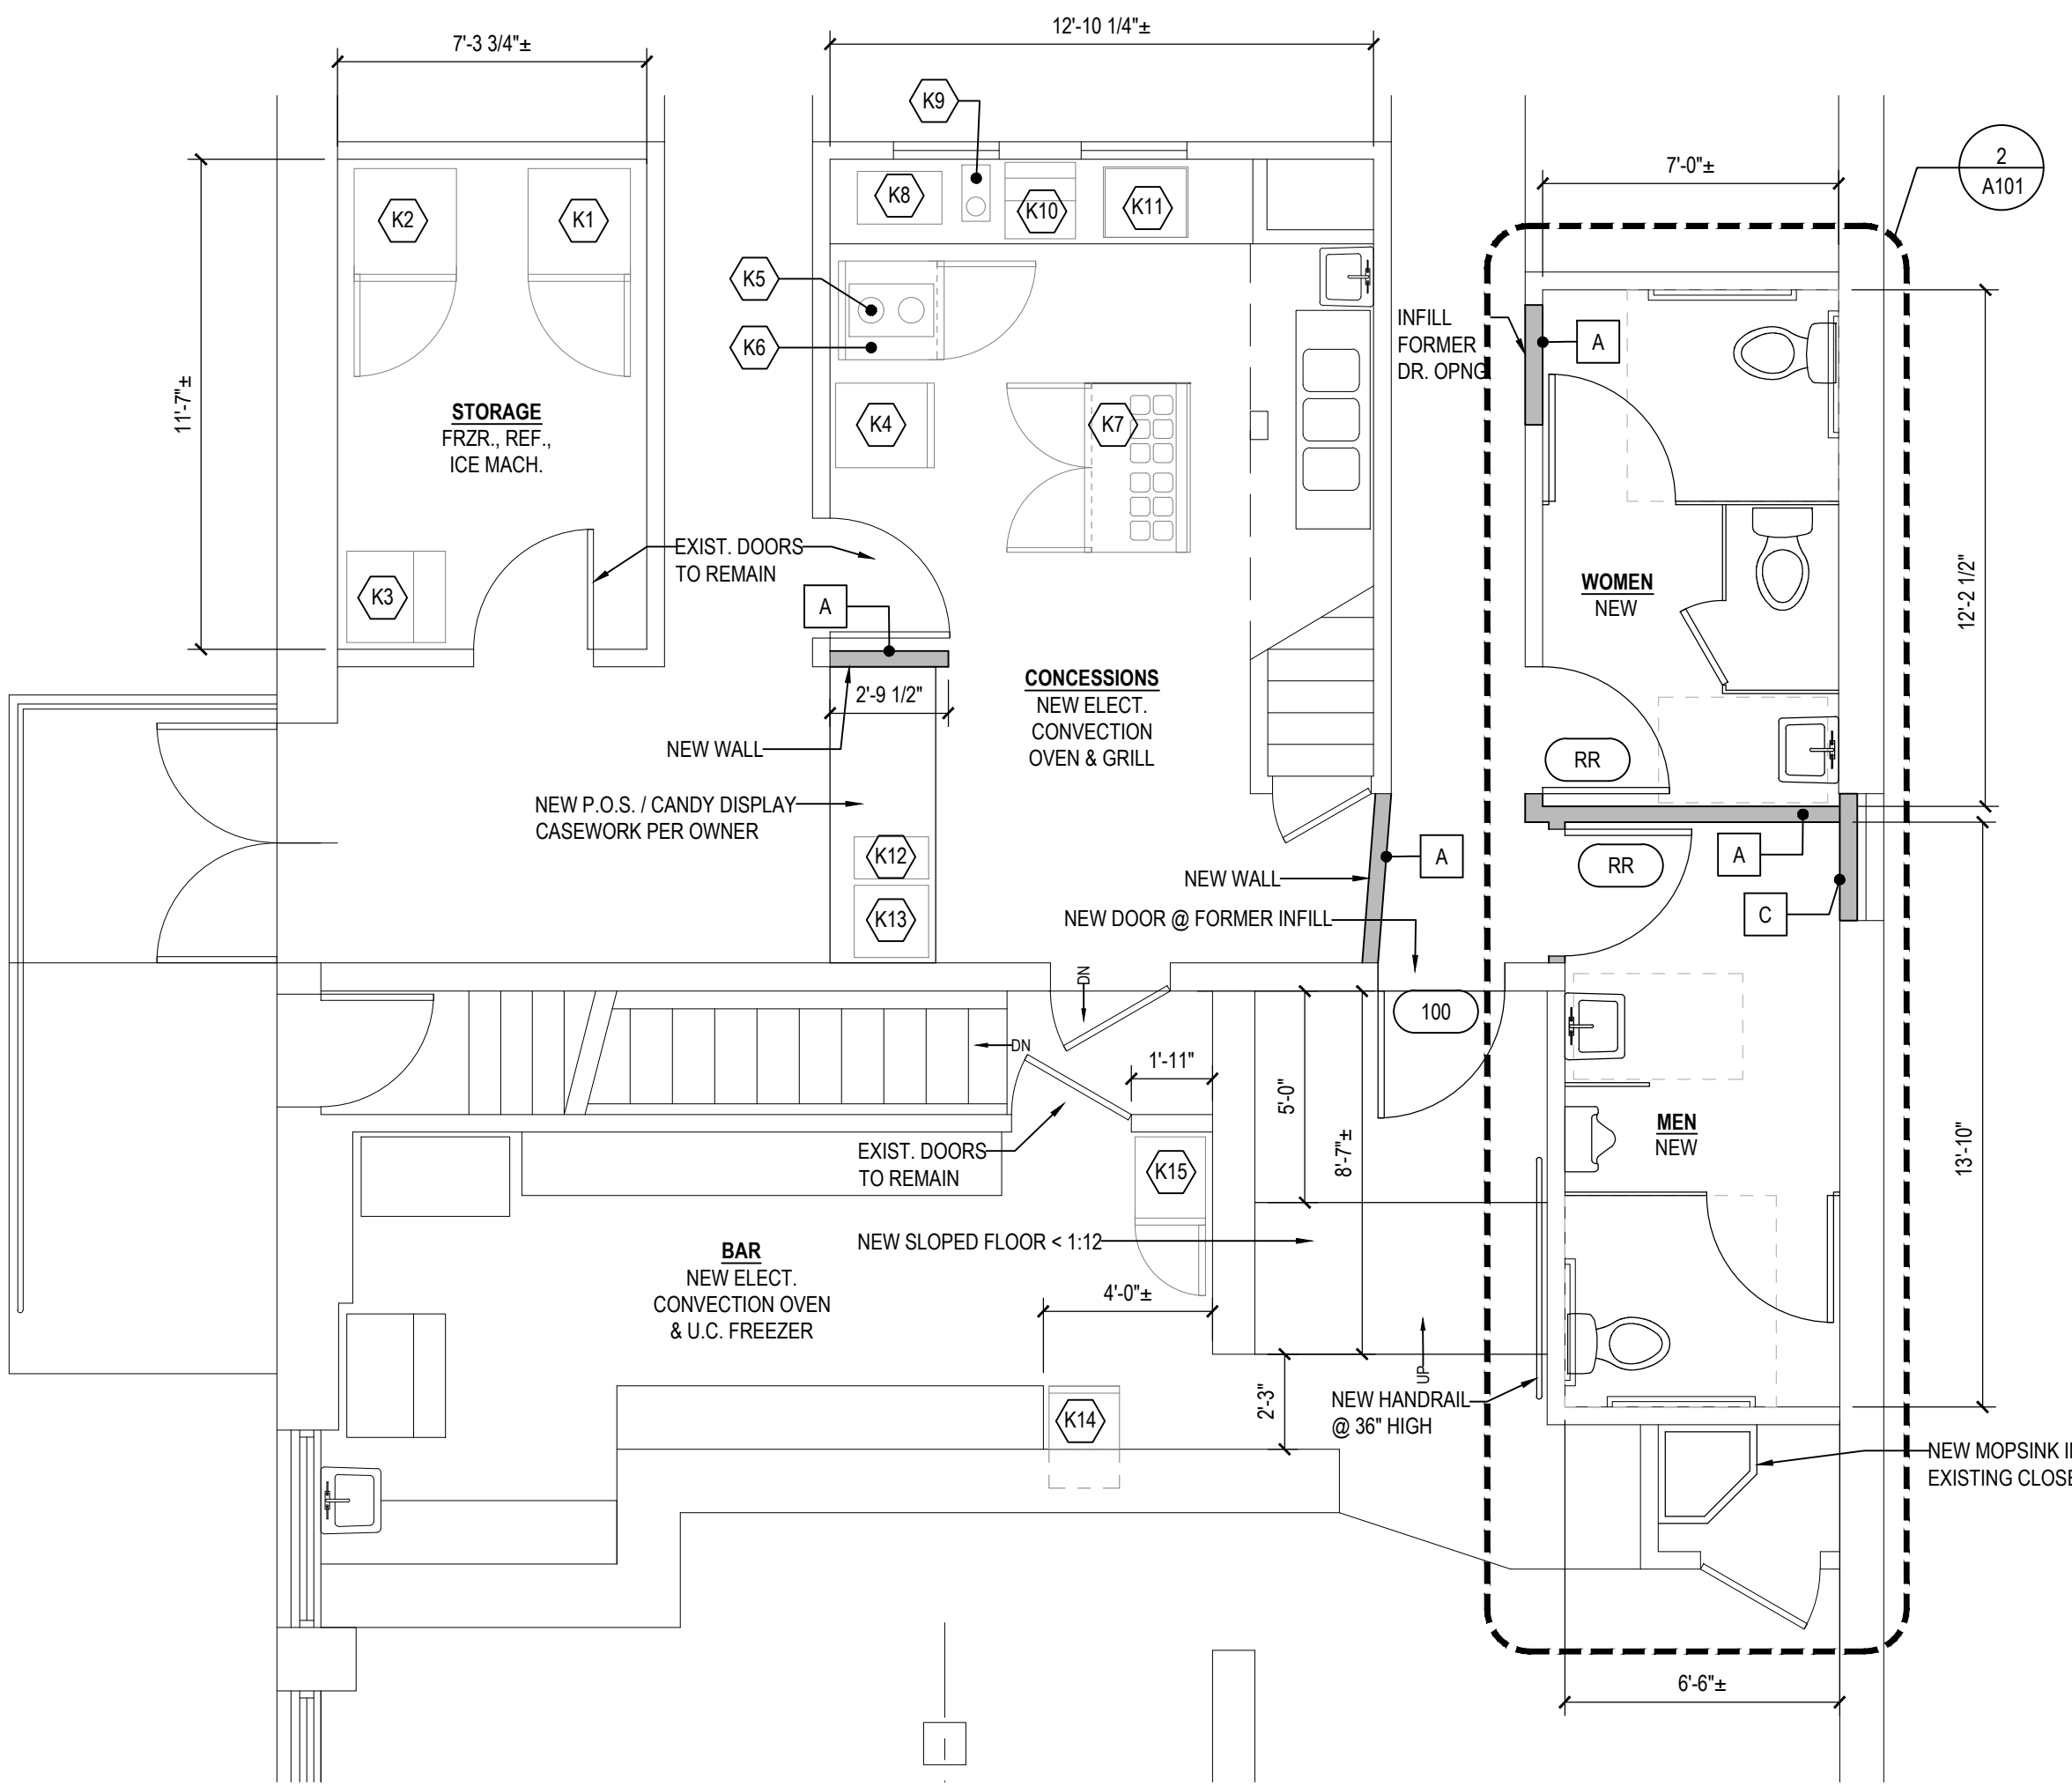 12'-10 1/4"±
7'-3 3/4"±
K9
2
A101
7'-0"±
K2
K1
K8
K10
K11
K5
K6
INFILL
FORMER
DR. OPNG
A
11'-7"±
STORAGE
FRZR., REF.,
ICE MACH.
K4
K7
EXIST. DOORS
TO REMAIN
K3
A
WOMEN
NEW
12'-2 1/2"
CONCESSIONS
NEW ELECT.
CONVECTION
OVEN & GRILL
2'-9 1/2"
NEW WALL
RR
NEW P.O.S. / CANDY DISPLAY
CASEWORK PER OWNER
K12
K13
NEW WALL
A
RR
A
C
NEW DOOR @ FORMER INFILL
DN
100
DN
1'-11"
5'-0"
8'-7"±
EXIST. DOORS
TO REMAIN
K15
MEN
NEW
13'-10"
BAR
NEW ELECT.
CONVECTION OVEN
& U.C. FREEZER
NEW SLOPED FLOOR < 1:12
4'-0"±
UP
2'-3"
K14
NEW HANDRAIL
@ 36" HIGH
NEW MOPSINK
EXISTING
6'-6"±